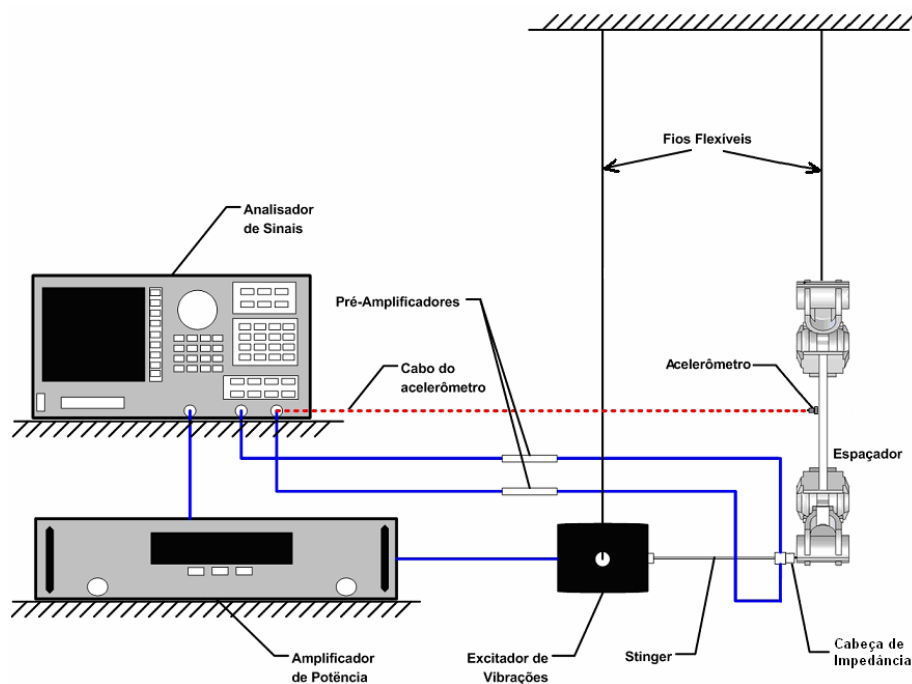 Fios Flexíveis
Analisador
de Sinais
Pré-Amplificadores
Cabo do
acelerômetro
Acelerômetro
Espaçador
Amplificador
de Potência
Excitador de
Vibrações
Stinger
Cabeça de
Impedância